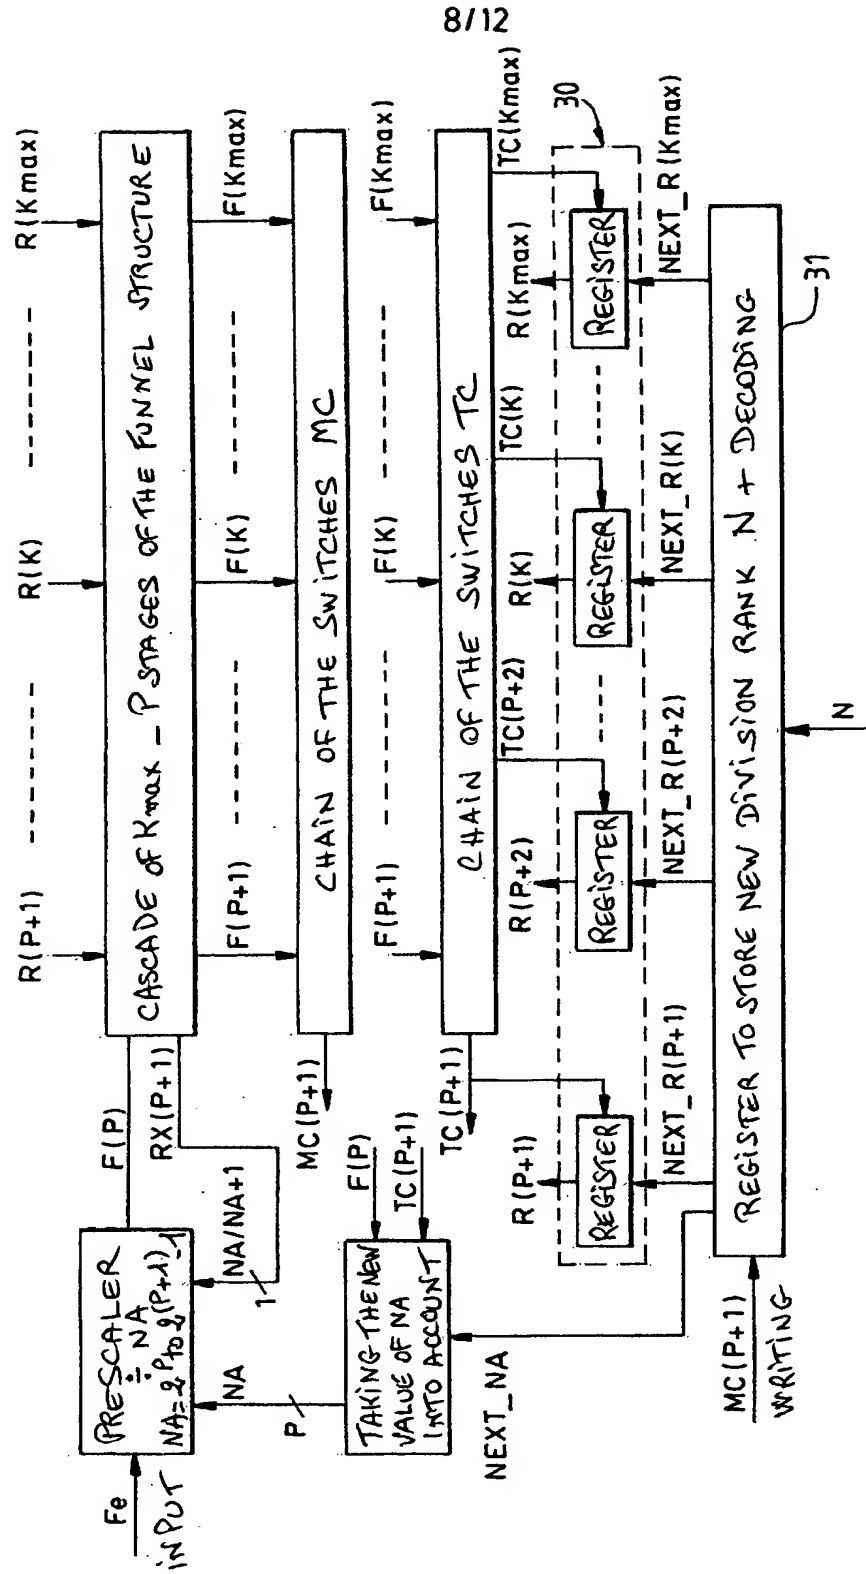 8/12
R(P+1) ------- R(K) ------- R(Kmax)
Fe
INPUT
PRESCALER
÷ NA
NA=2^P to 2^(P+1)-1
F(P)
RX(P+1)
NA/NA+1
1
NA
P
CASCADE of Kmax _ P STAGES OF THE FUNNEL STRUCTURE
F(P+1) ------- F(K) ------- F(Kmax)
CHAIN OF THE SWITCHES MC
MC(P+1)
F(P+1) ------- F(K) ------- F(Kmax)
CHAIN OF THE SWITCHES TC
TC(P+1)
TC(P+2)
TC(K)
TC(Kmax)
F(P)
TC(P+1)
TAKING THE NEW
VALUE OF NA
INTO ACCOUNT
NEXT_NA
30
R(P+1)
R(P+2)
R(K)
R(Kmax)
REGISTER
REGISTER
REGISTER
REGISTER
NEXT_R(P+1)
NEXT_R(P+2)
NEXT_R(K)
NEXT_R(Kmax)
MC(P+1)
WRITING
REGISTER TO STORE NEW DIVISION RANK N + DECODING
31
N